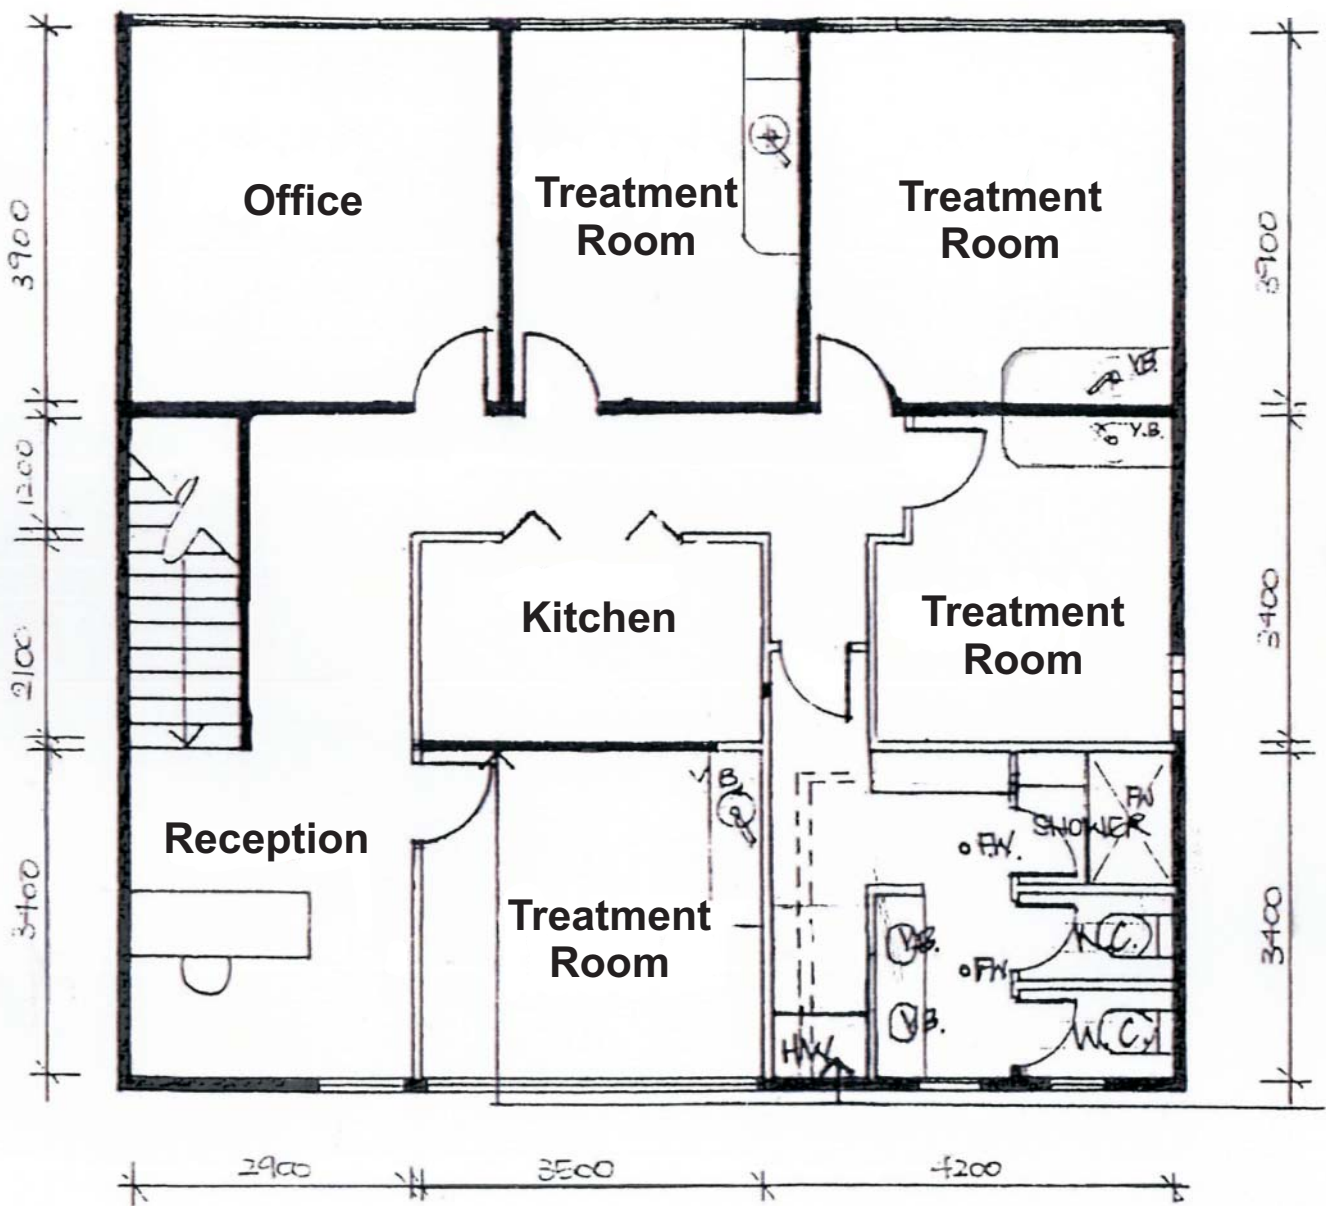 Office
Treatment
Room
Treatment
Room
3900
3900
V.B.
V.B.
1200
Kitchen
Treatment
Room
3400
2100
V.B.
Reception
F.W.
SHOWER
FW
3400
Treatment
Room
V.B.
W.C.
FW
3400
V.B.
W.C.
HW
2900
3500
4200